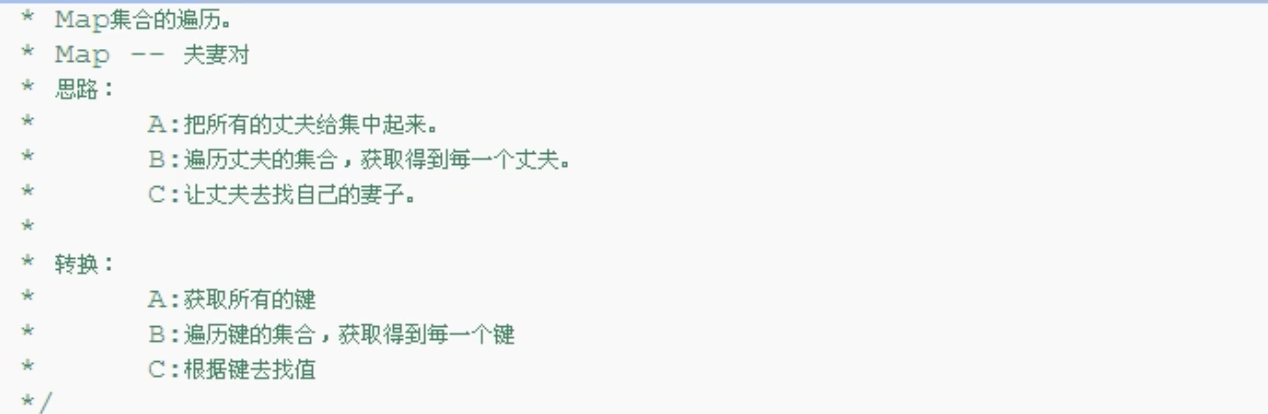 * Map集合的遍历。
* Map -- 夫妻对
* 思路：
* A:把所有的丈夫给集中起来。
* B:遍历丈夫的集合，获取得到每一个丈夫。
* C:让丈夫去找自己的妻子。
*
* 转换：
* A:获取所有的键
* B:遍历键的集合，获取得到每一个键
* C:根据键去找值
*/